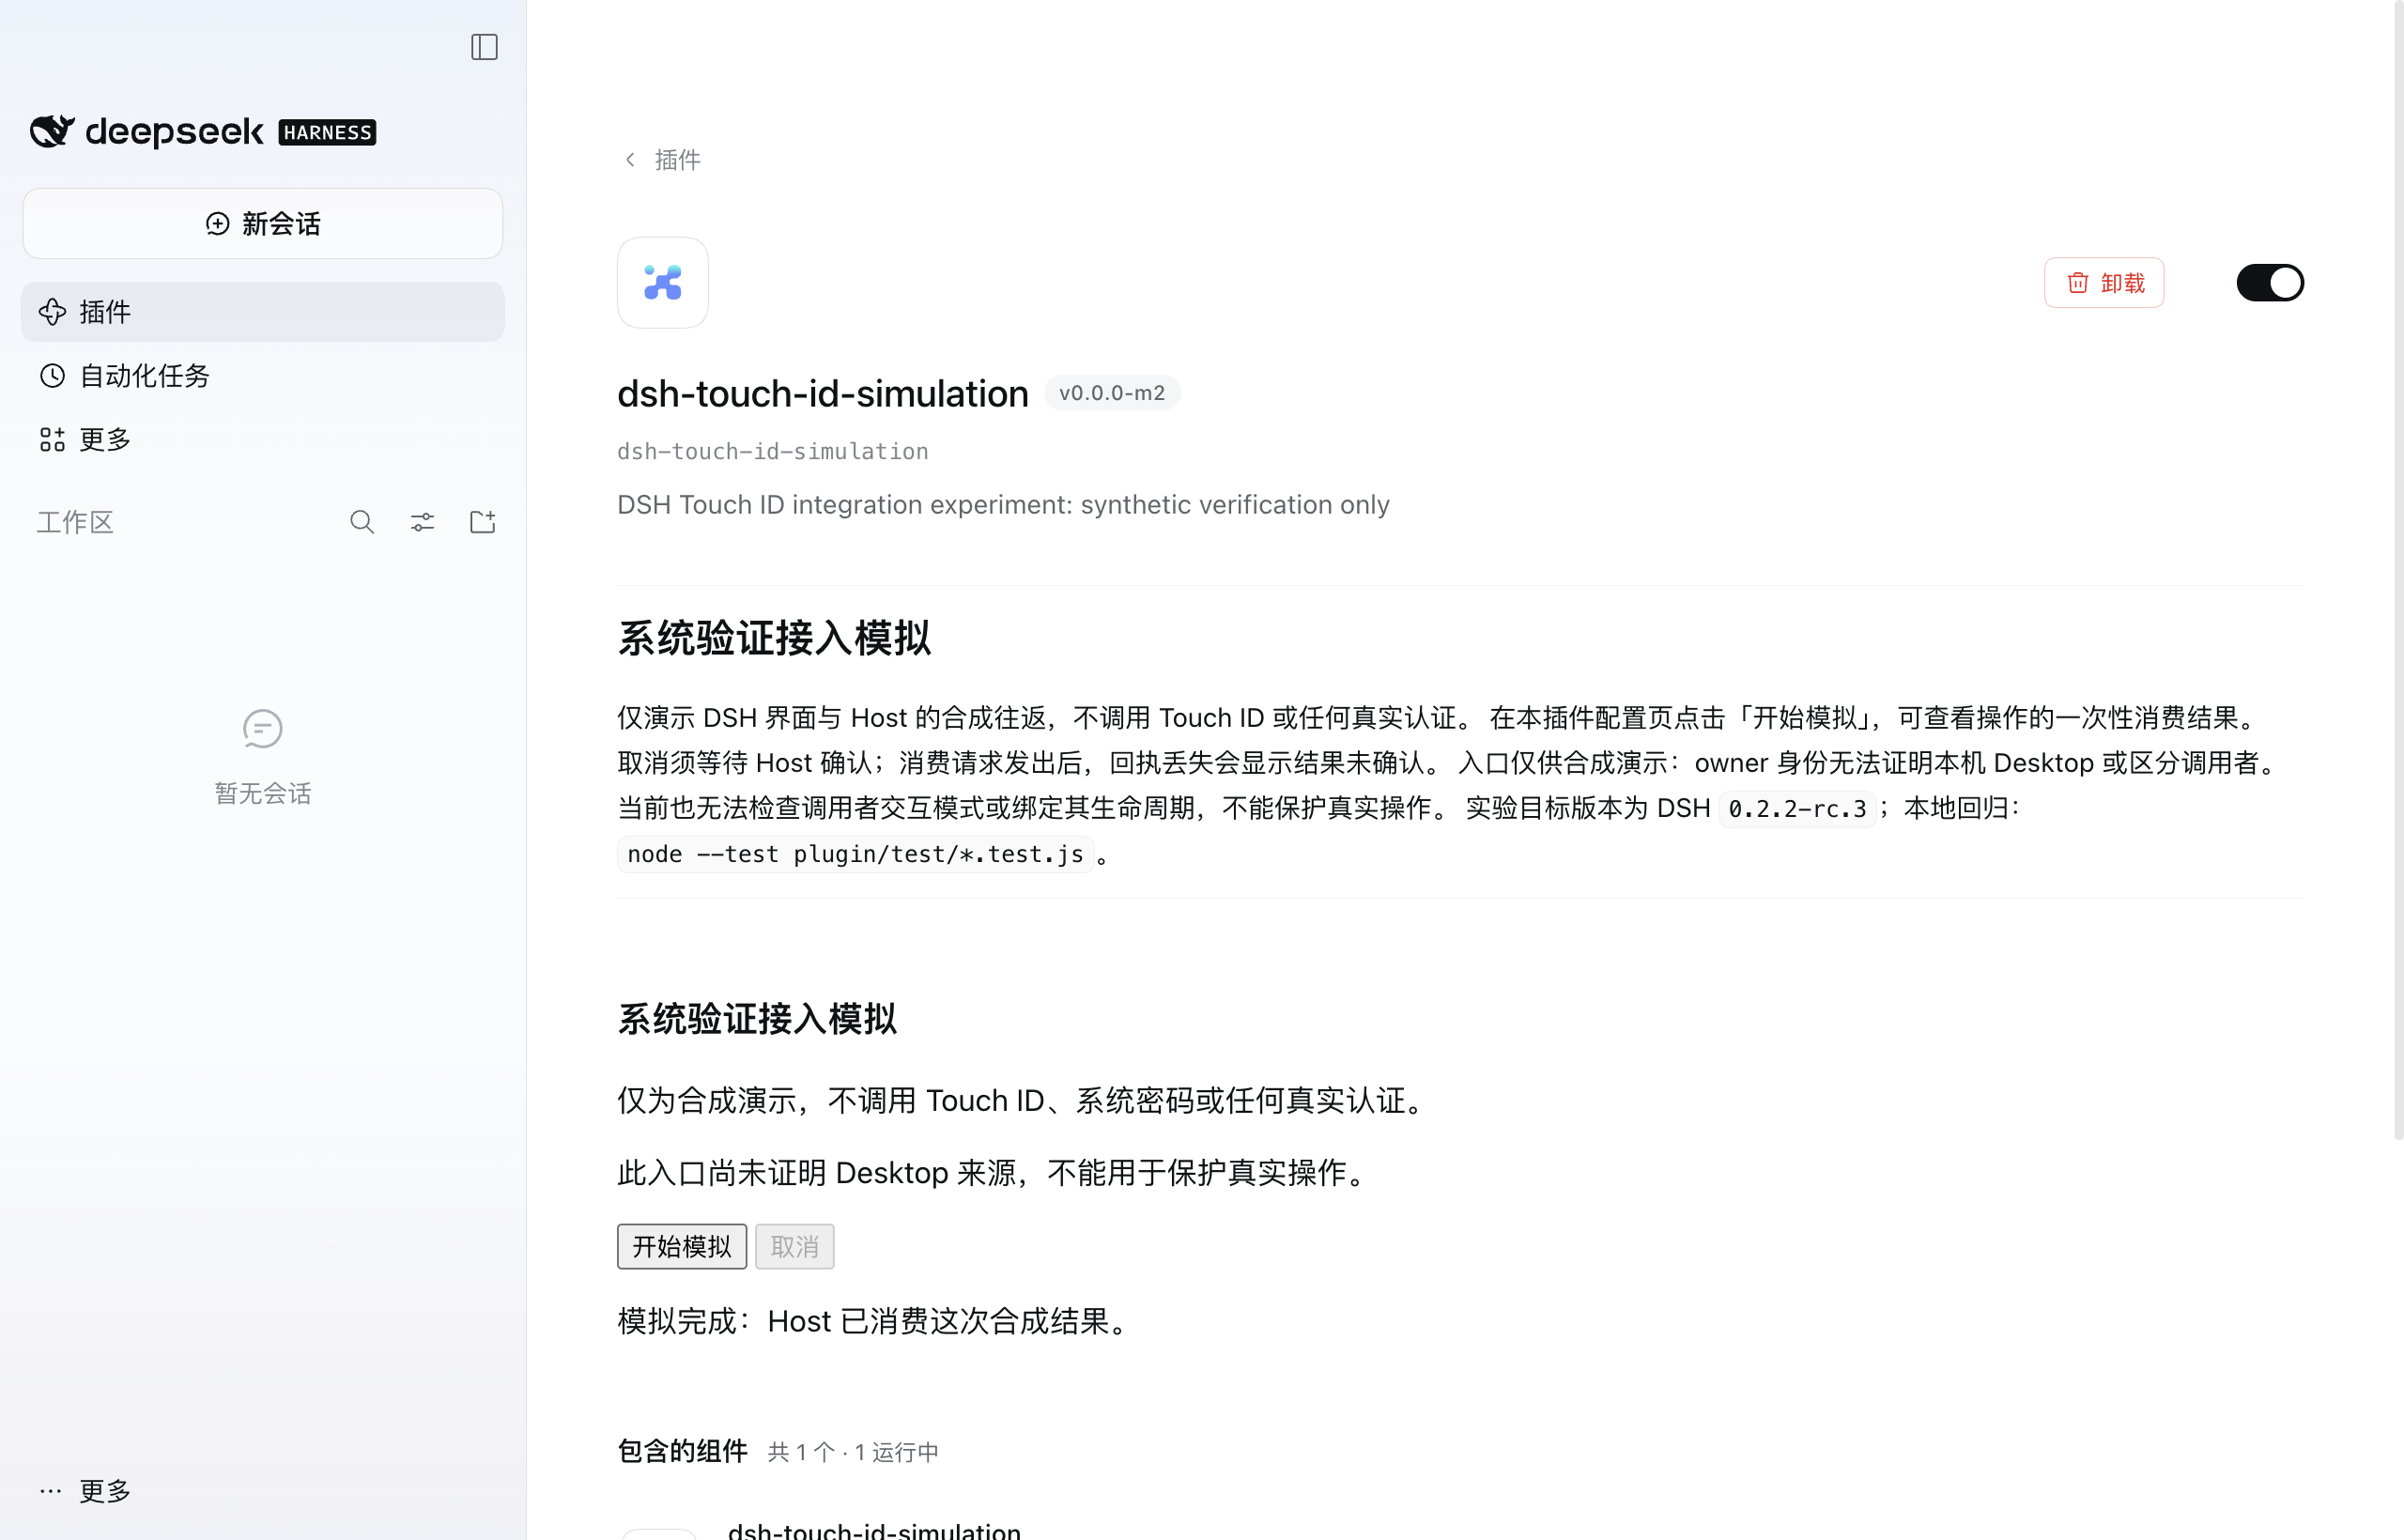 deepseek HARNESS
新会话
插件
自动化任务
更多
工作区
暂无会话
更多
插件
卸载
dsh-touch-id-simulation v0.0.0-m2
dsh-touch-id-simulation
DSH Touch ID integration experiment: synthetic verification only
系统验证接入模拟
仅演示 DSH 界面与 Host 的合成往返，不调用 Touch ID 或任何真实认证。 在本插件配置页点击「开始模拟」，可查看操作的一次性消费结果。
取消须等待 Host 确认；消费请求发出后，回执丢失会显示结果未确认。 入口仅供合成演示：owner 身份无法证明本机 Desktop 或区分调用者。
当前也无法检查调用者交互模式或绑定其生命周期，不能保护真实操作。 实验目标版本为 DSH 0.2.2-rc.3；本地回归：
node --test plugin/test/*.test.js。
系统验证接入模拟
仅为合成演示，不调用 Touch ID、系统密码或任何真实认证。
此入口尚未证明 Desktop 来源，不能用于保护真实操作。
开始模拟 取消
模拟完成：Host 已消费这次合成结果。
包含的组件 共 1 个 · 1 运行中
dsh-touch-id-simulation